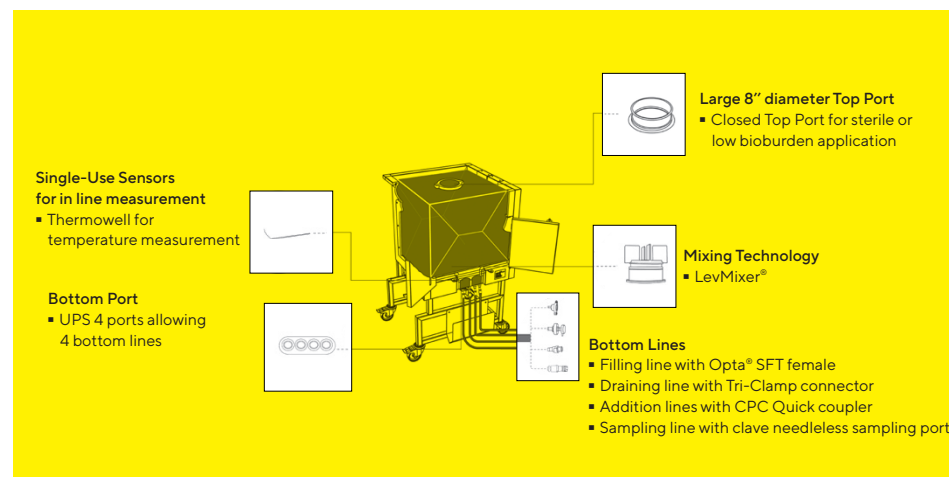 Large 8″ diameter Top Port
▪ Closed Top Port for sterile or
low bioburden application
Single-Use Sensors
for in line measurement
▪ Thermowell for
temperature measurement
Mixing Technology
▪ LevMixer®
Bottom Port
▪ UPS 4 ports allowing
4 bottom lines
Bottom Lines
▪ Filling line with Opta® SFT female
▪ Draining line with Tri-Clamp connector
▪ Addition lines with CPC Quick coupler
▪ Sampling line with clave needleless sampling port